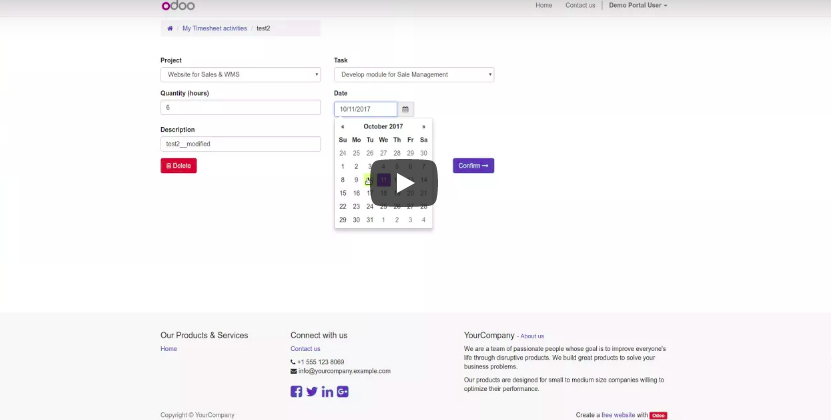 odoo
Home Contact us Demo Portal User
My Timesheet activities / test2
Project Task
Website for Sales & WMS Develop module for Sale Management
Quantity (hours) Date
6 10/11/2017
« October 2017 »
Su Mo Tu We Th Fr Sa
24 25 26 27 28 29 30
1 2 3 4 5 6 7
8 9 11 14
15 16 17 18 19 20 21
22 23 24 25 26 27 28
29 30 31 1 2 3 4
Description
test2__modified
Delete Confirm →
Our Products & Services
Home
Connect with us
Contact us
+1 555 123 8069
info@yourcompany.example.com
YourCompany - About us
We are a team of passionate people whose goal is to improve everyone's
life through disruptive products. We build great products to solve your
business problems.
Our products are designed for small to medium size companies willing to
optimize their performance.
Copyright © YourCompany Create a free website with Odoo